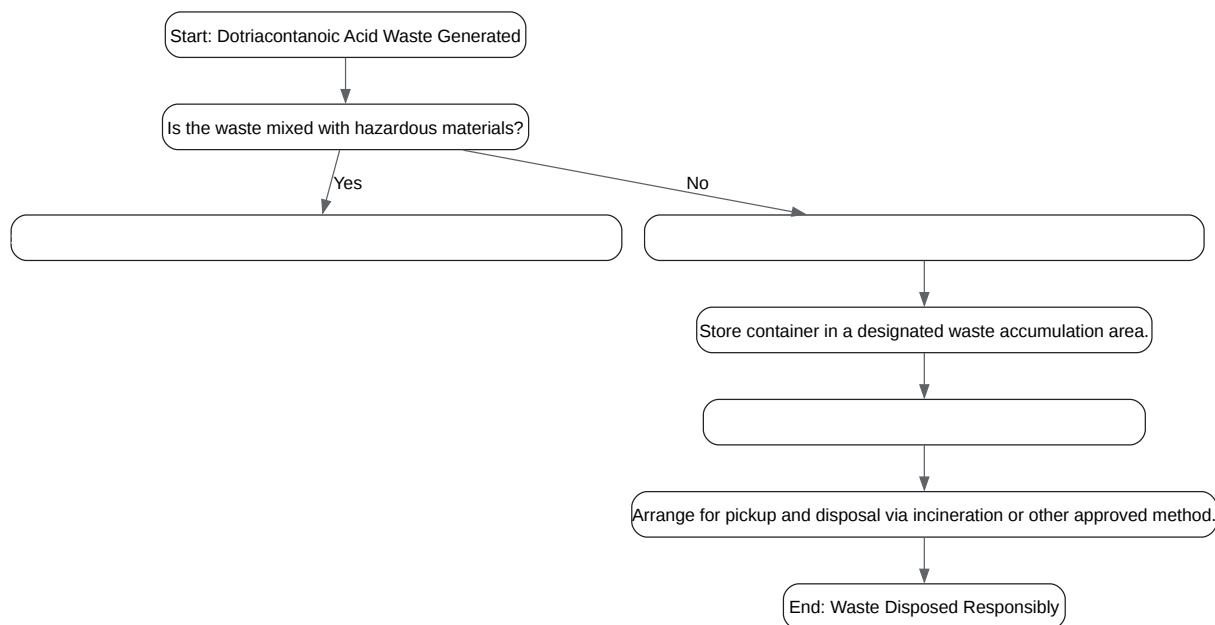 Start: Dotriacontanoic Acid Waste Generated
Is the waste mixed with hazardous materials?
Yes
No
Store container in a designated waste accumulation area.
Arrange for pickup and disposal via incineration or other approved method.
End: Waste Disposed Responsibly